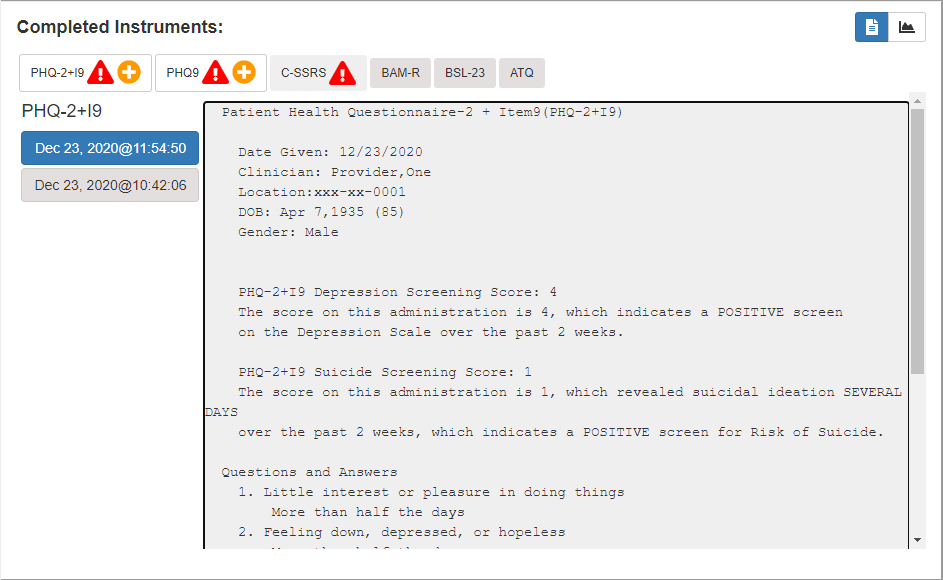 Completed Instruments:
PHQ-2+I9 PHQ9 C-SSRS BAM-R BSL-23 ATQ
PHQ-2+I9
Dec 23, 2020@11:54:50
Dec 23, 2020@10:42:06
Patient Health Questionnaire-2 + Item9(PHQ-2+I9)
Date Given: 12/23/2020
Clinician: Provider,One
Location:xxx-xx-0001
DOB: Apr 7,1935 (85)
Gender: Male
PHQ-2+I9 Depression Screening Score: 4
The score on this administration is 4, which indicates a POSITIVE screen
on the Depression Scale over the past 2 weeks.
PHQ-2+I9 Suicide Screening Score: 1
The score on this administration is 1, which revealed suicidal ideation SEVERAL
DAYS
over the past 2 weeks, which indicates a POSITIVE screen for Risk of Suicide.
Questions and Answers
1. Little interest or pleasure in doing things
More than half the days
2. Feeling down, depressed, or hopeless